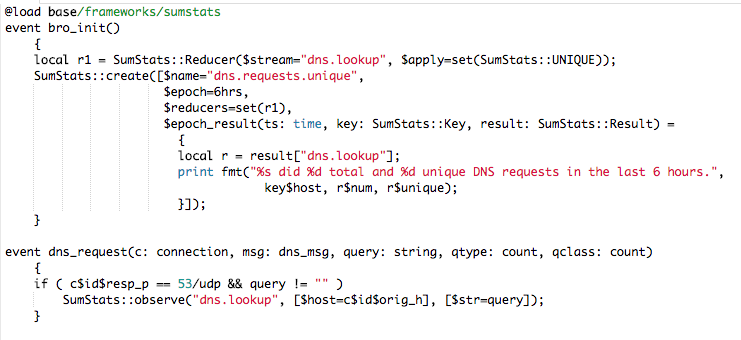 @load base/frameworks/sumstats
event bro_init()
    {
    local r1 = SumStats::Reducer($stream="dns.lookup", $apply=set(SumStats::UNIQUE));
    SumStats::create([$name="dns.requests.unique",
                      $epoch=6hrs,
                      $reducers=set(r1),
                      $epoch_result(ts: time, key: SumStats::Key, result: SumStats::Result) =
                        {
                        local r = result["dns.lookup"];
                        print fmt("%s did %d total and %d unique DNS requests in the last 6 hours.",
                                    key$host, r$num, r$unique);
                        }]);
    }
event dns_request(c: connection, msg: dns_msg, query: string, qtype: count, qclass: count)
    {
    if ( c$id$resp_p == 53/udp && query != "" )
        SumStats::observe("dns.lookup", [$host=c$id$orig_h], [$str=query]);
    }